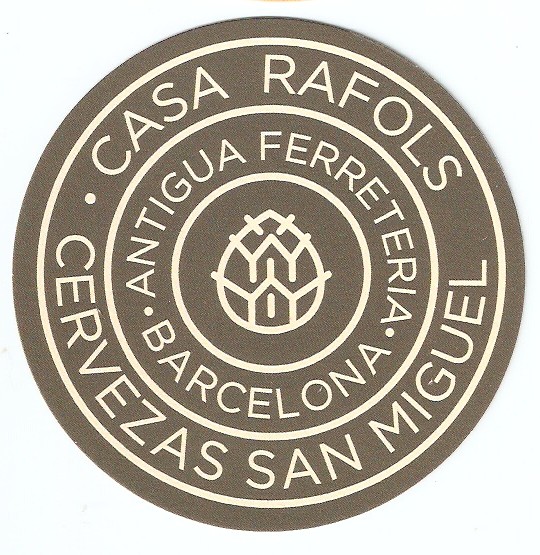 • CASA RAFOLS
CERVEZAS SAN MIGUEL
ANTIGUA FERRETERIA
• BARCELONA •